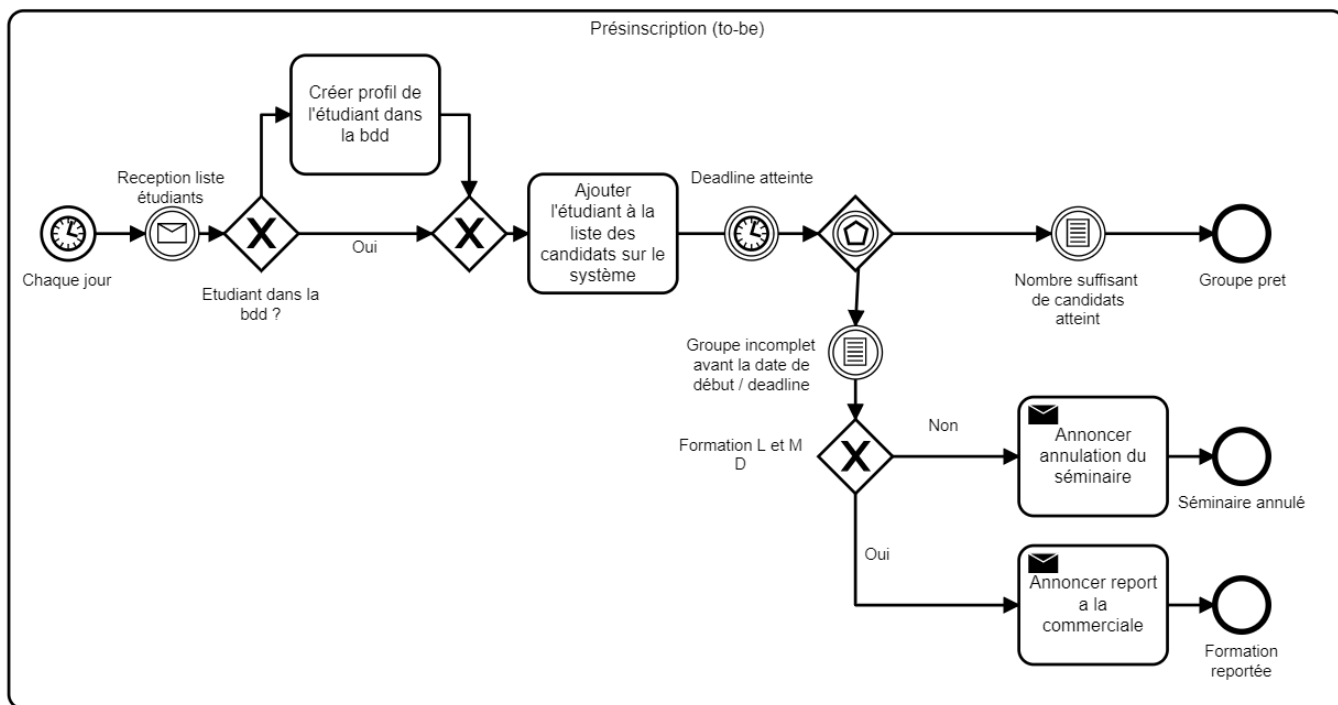 Présinscription (to-be)
Créer profil de
l'étudiant dans
la bdd
Reception liste
étudiants
Chaque jour
Oui
Etudiant dans la
bdd ?
Ajouter
l'étudiant à la
liste des
candidats sur le
système
Deadline atteinte
Nombre suffisant
de candidats
atteint
Groupe pret
Groupe incomplet
avant la date de
début / deadline
Formation L et M
D
Non
Annoncer
annulation du
séminaire
Séminaire annulé
Oui
Annoncer report
a la
commerciale
Formation
reportée